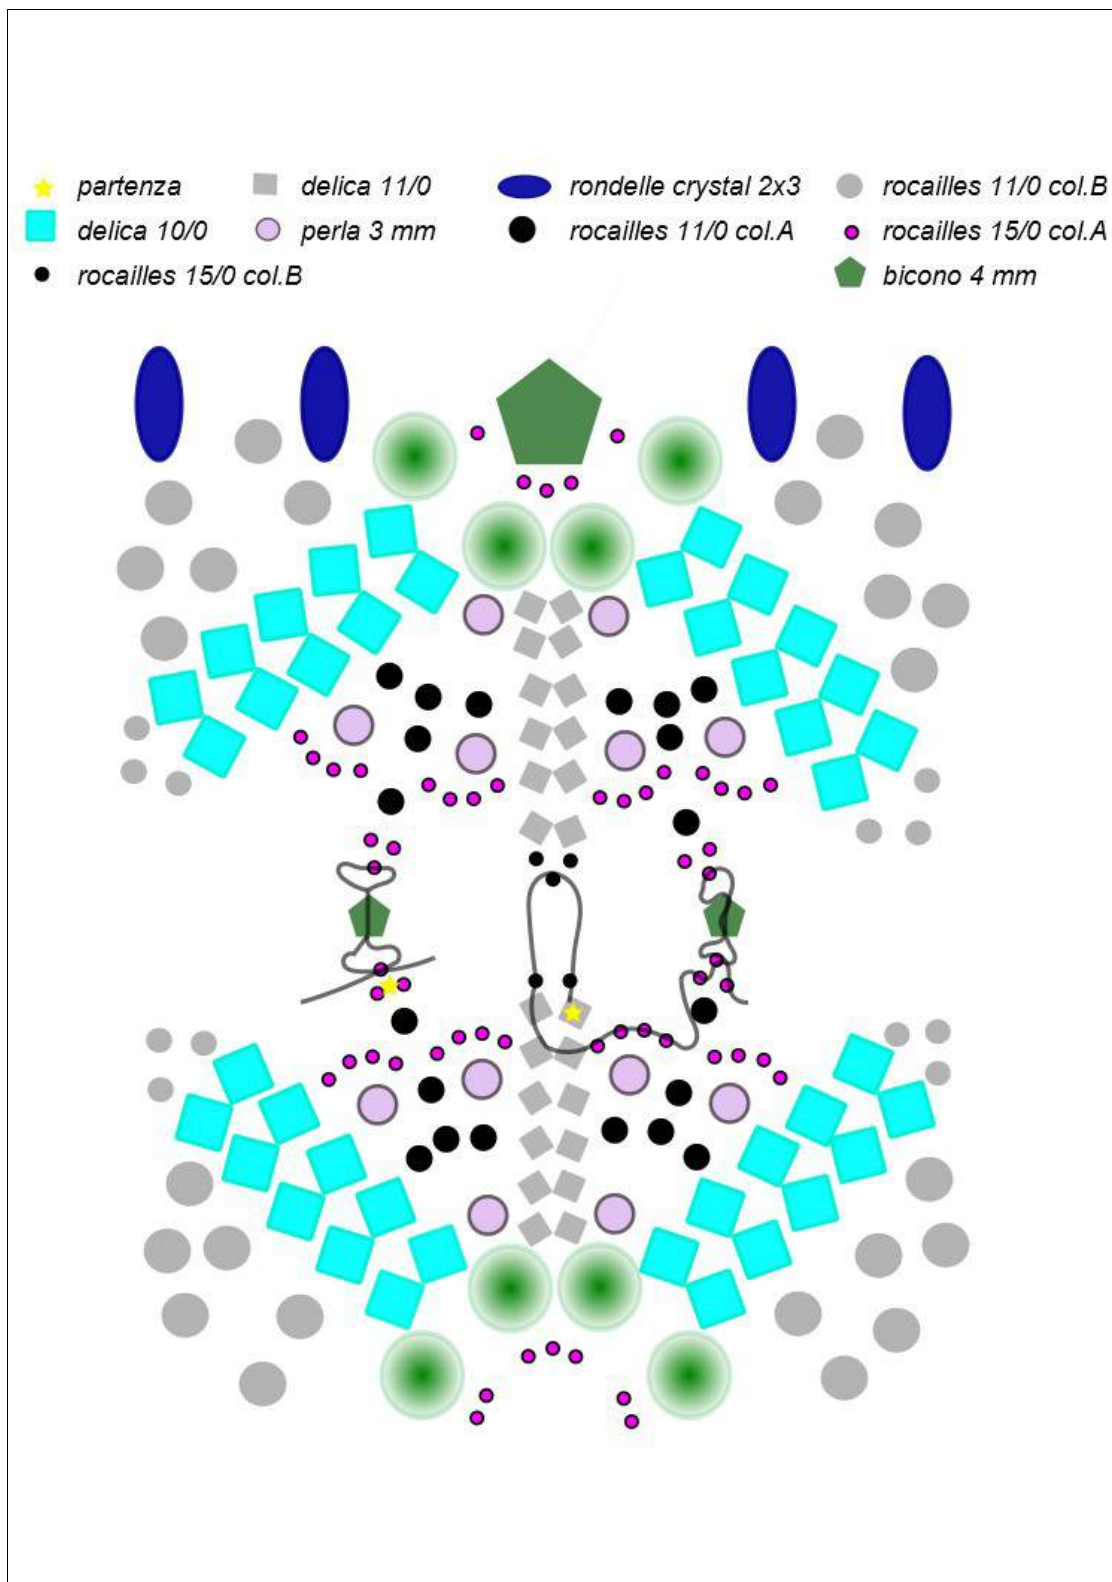 partenza delica 11/0 rondelle crystal 2x3 rocailles 11/0 col.B
delica 10/0 perla 3 mm rocailles 11/0 col.A rocailles 15/0 col.A
rocailles 15/0 col.B bicono 4 mm